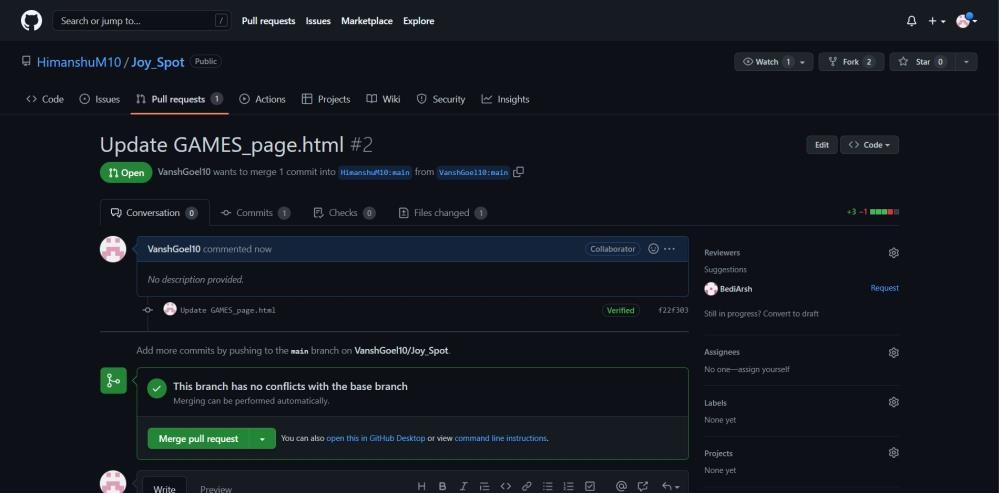 Search or jump to... /
Pull requests Issues Marketplace Explore
HimanshuM10 / Joy_Spot Public
Watch 1 Fork 2 Star 0
Code Issues Pull requests 1 Actions Projects Wiki Security Insights
Update GAMES_page.html #2
Edit <> Code
Open VanshGoel10 wants to merge 1 commit into HimanshuM10:main from VanshGoel10:main
Conversation 0 Commits 1 Checks 0 Files changed 1
+3 −1
VanshGoel10 commented now Collaborator ...
No description provided.
Update GAMES_page.html Verified f22f303
Add more commits by pushing to the main branch on VanshGoel10/Joy_Spot.
This branch has no conflicts with the base branch
Merging can be performed automatically.
Merge pull request You can also open this in GitHub Desktop or view command line instructions.
Write Preview H B I @
Reviewers
Suggestions
BediArsh Request
Still in progress? Convert to draft
Assignees
No one—assign yourself
Labels
None yet
Projects
None yet